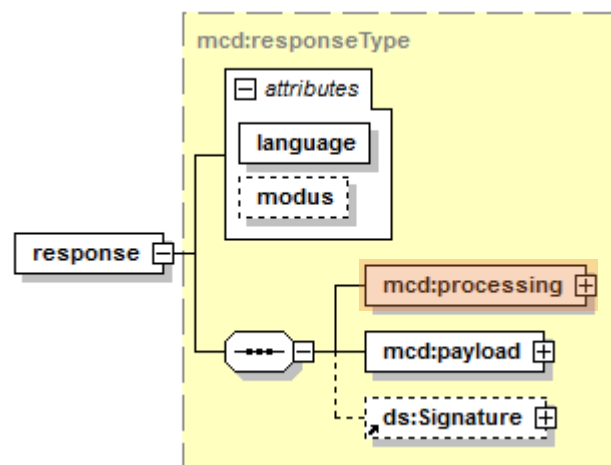 mcd:responseType
attributes
language
modus
response
mcd:processing
mcd:payload
ds:Signature